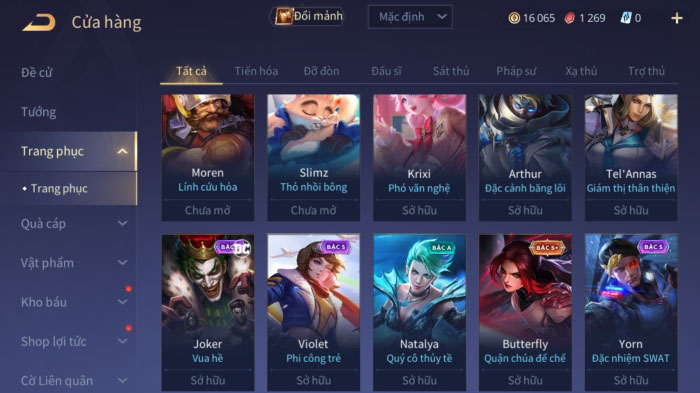 Cửa hàng
Đổi mảnh
Mặc định
16 065
1 269
0
Đề cử
Tướng
Trang phục
Trang phục
Quà cáp
Vật phẩm
Kho báu
Shop lợi tức
Cờ Liên quân
Tất cả Tiến hóa Đỡ đòn Đấu sĩ Sát thủ Pháp sư Xạ thủ Trợ thủ
Moren
Lính cứu hỏa
Chưa mở
Slimz
Thỏ nhồi bông
Chưa mở
Krixi
Phó văn nghệ
Sở hữu
Arthur
Đặc cảnh băng lôi
Sở hữu
Tel'Annas
Giám thị thân thiện
Sở hữu
BẬC
DC
Joker
Vua hề
Sở hữu
BẬC S
Violet
Phi công trẻ
Sở hữu
BẬC A
Natalya
Quý cô thủy tề
Sở hữu
BẬC S+
Butterfly
Quận chúa đế chế
Sở hữu
BẬC S
Yorn
Đặc nhiệm SWAT
Sở hữu